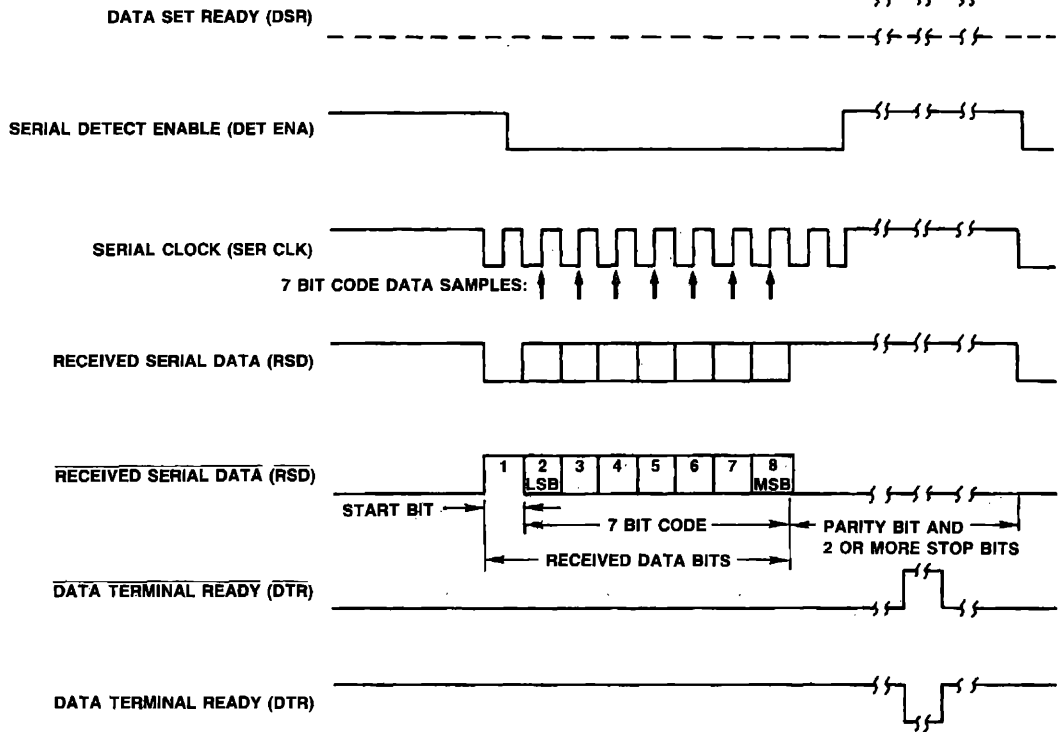 DATA SET READY (DSR)
SERIAL DETECT ENABLE (DET ENA)
SERIAL CLOCK (SER CLK)
7 BIT CODE DATA SAMPLES:
RECEIVED SERIAL DATA (RSD)
RECEIVED SERIAL DATA (RSD)
1 2 3 4 5 6 7 8
LSB MSB
START BIT
7 BIT CODE
PARITY BIT AND
2 OR MORE STOP BITS
RECEIVED DATA BITS
DATA TERMINAL READY (DTR)
DATA TERMINAL READY (DTR)